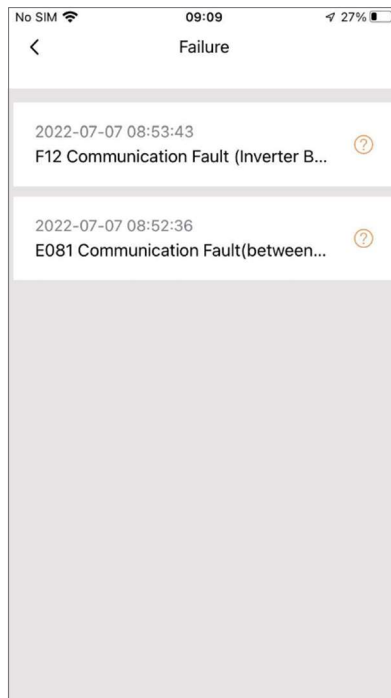 No SIM 09:09 27%
Failure
2022-07-07 08:53:43
F12 Communication Fault (Inverter B...
?
2022-07-07 08:52:36
E081 Communication Fault(between...
?